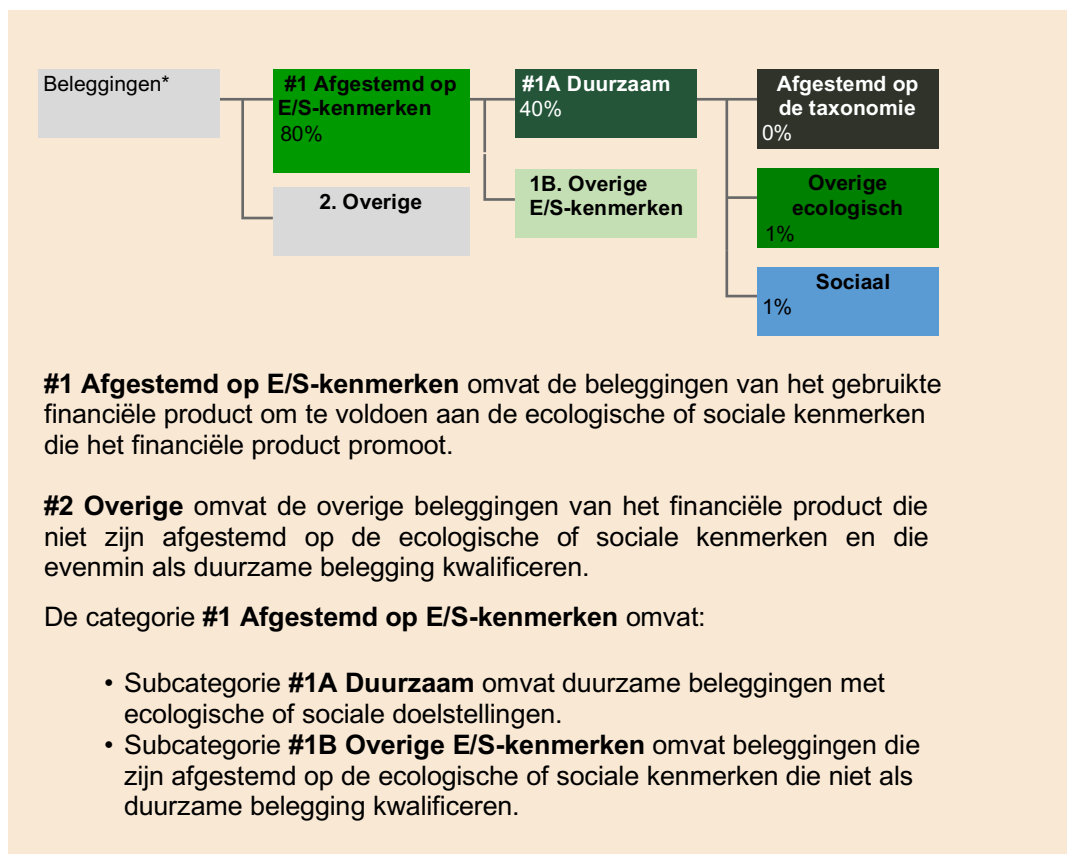 Beleggingen*
#1 Afgestemd op
E/S-kenmerken
80%
2. Overige
#1A Duurzaam
40%
1B. Overige
E/S-kenmerken
Afgestemd op
de taxonomie
0%
Overige
ecologisch
1%
Sociaal
1%
#1 Afgestemd op E/S-kenmerken omvat de beleggingen van het gebruikte
financiële product om te voldoen aan de ecologische of sociale kenmerken
die het financiële product promoot.
#2 Overige omvat de overige beleggingen van het financiële product die
niet zijn afgestemd op de ecologische of sociale kenmerken en die
evenmin als duurzame belegging kwalificeren.
De categorie #1 Afgestemd op E/S-kenmerken omvat:
• Subcategorie #1A Duurzaam omvat duurzame beleggingen met
ecologische of sociale doelstellingen.
• Subcategorie #1B Overige E/S-kenmerken omvat beleggingen die
zijn afgestemd op de ecologische of sociale kenmerken die niet als
duurzame belegging kwalificeren.